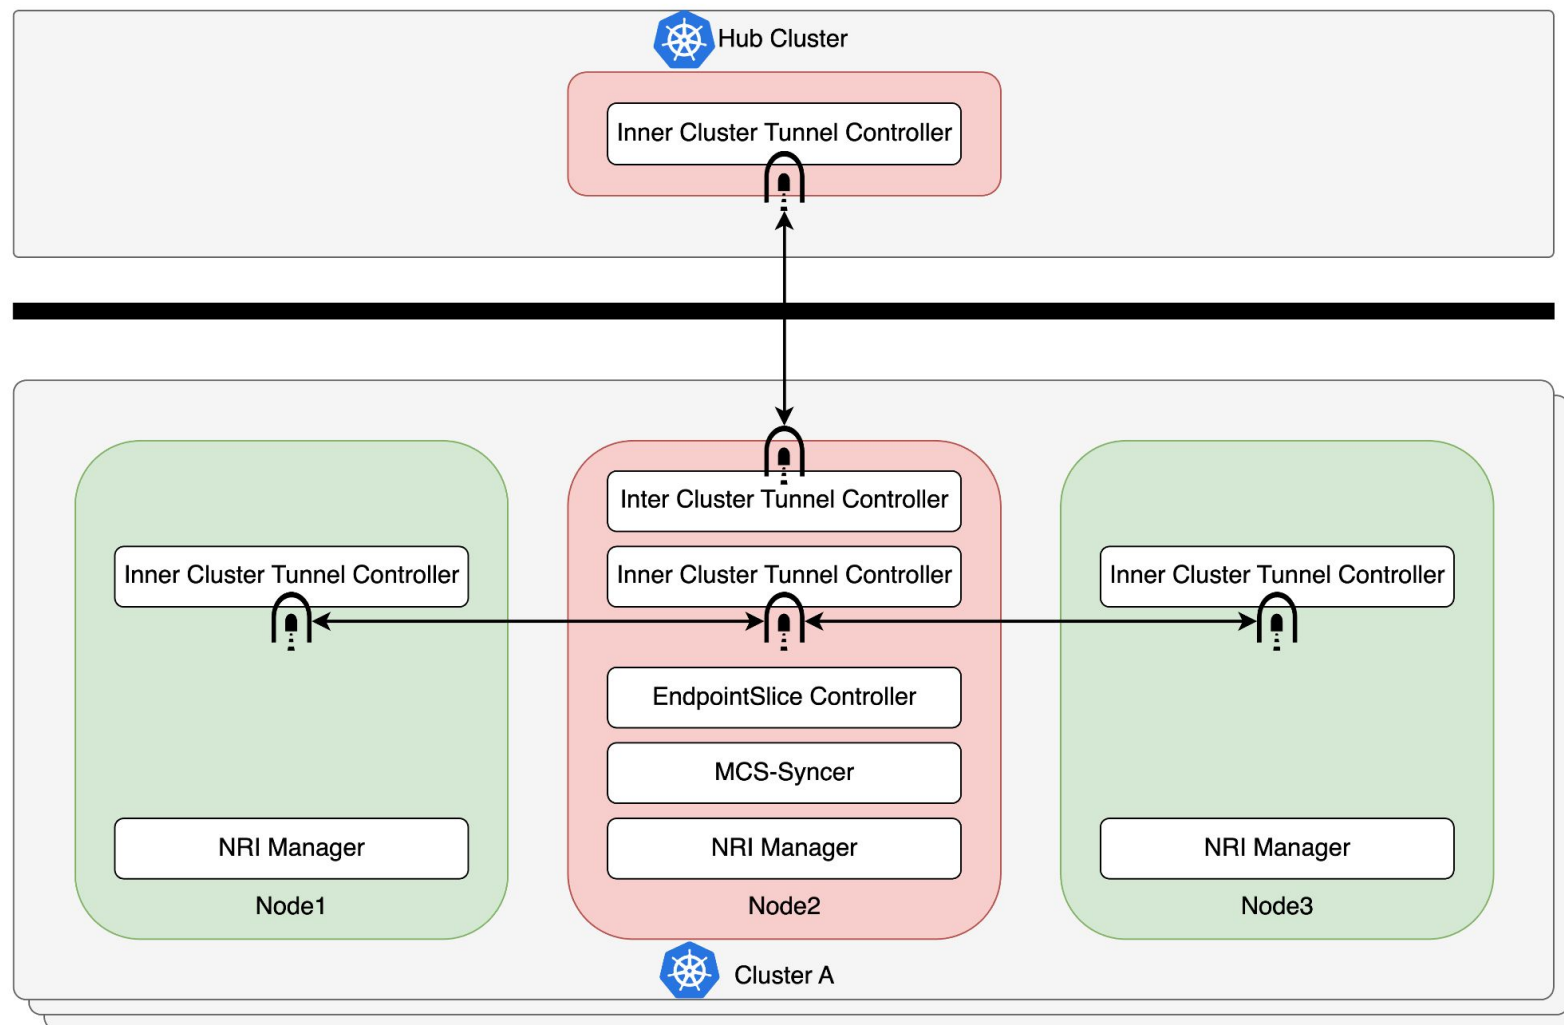 Hub Cluster
Inner Cluster Tunnel Controller
Inter Cluster Tunnel Controller
Inner Cluster Tunnel Controller
Inner Cluster Tunnel Controller
Inner Cluster Tunnel Controller
EndpointSlice Controller
MCS-Syncer
NRI Manager
NRI Manager
NRI Manager
Node1
Node2
Node3
Cluster A